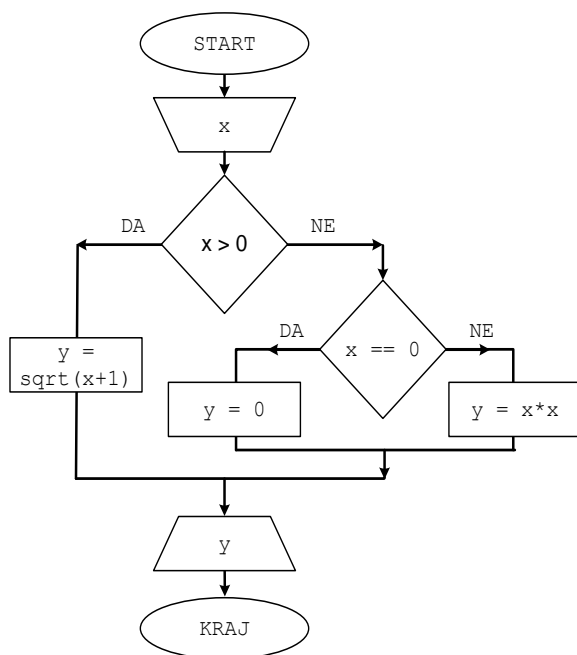 START
x
DA
x > 0
NE
DA
x == 0
NE
y =
sqrt(x+1)
y = 0
y = x*x
y
KRAJ